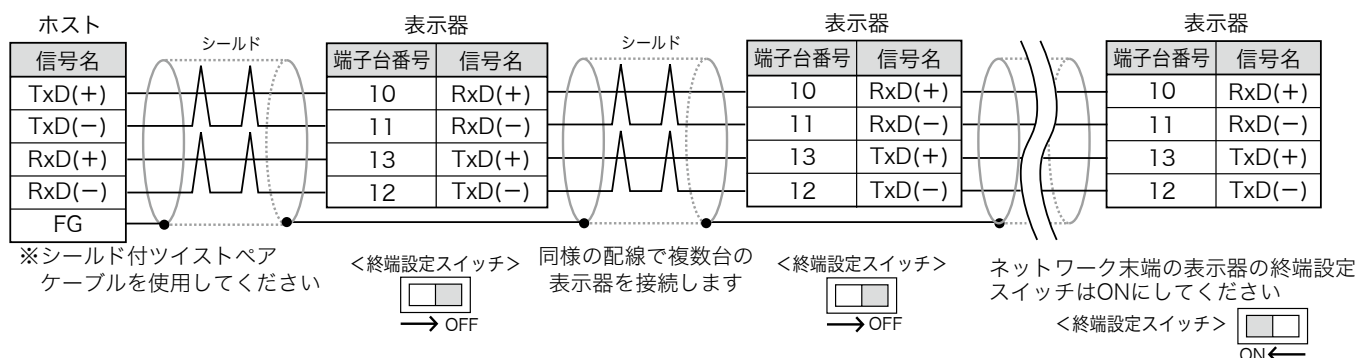 ホスト
信号名
TxD(+)
TxD(−)
RxD(+)
RxD(−)
FG
シールド
表示器
端子台番号 信号名
10 RxD(+)
11 RxD(−)
13 TxD(+)
12 TxD(−)
シールド
表示器
端子台番号 信号名
10 RxD(+)
11 RxD(−)
13 TxD(+)
12 TxD(−)
表示器
端子台番号 信号名
10 RxD(+)
11 RxD(−)
13 TxD(+)
12 TxD(−)
※シールド付ツイストペア
ケーブルを使用してください
<終端設定スイッチ>
→ OFF
同様の配線で複数台の
表示器を接続します
<終端設定スイッチ>
→ OFF
ネットワーク末端の表示器の終端設定
スイッチはONにしてください
<終端設定スイッチ>
ON←